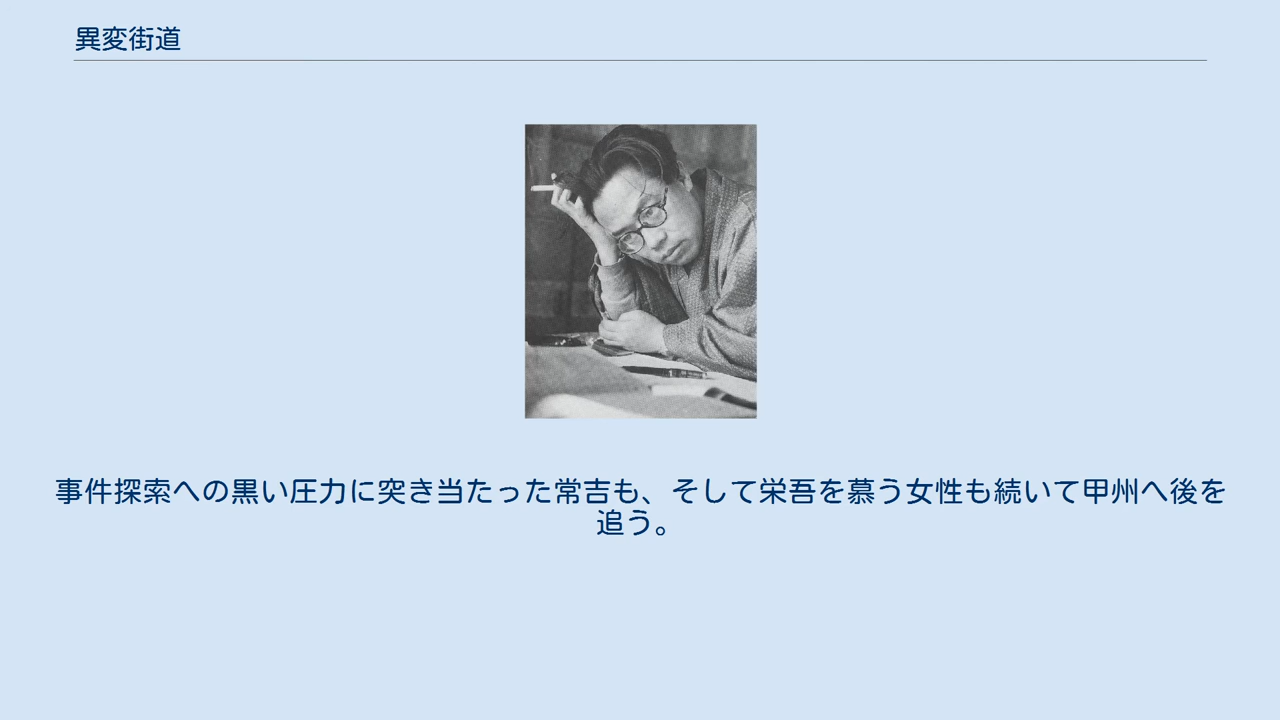 異変街道
事件探索への黒い圧力に突き当たった常吉も、そして栄吾を慕う女性も続いて甲州へ後を
追う。